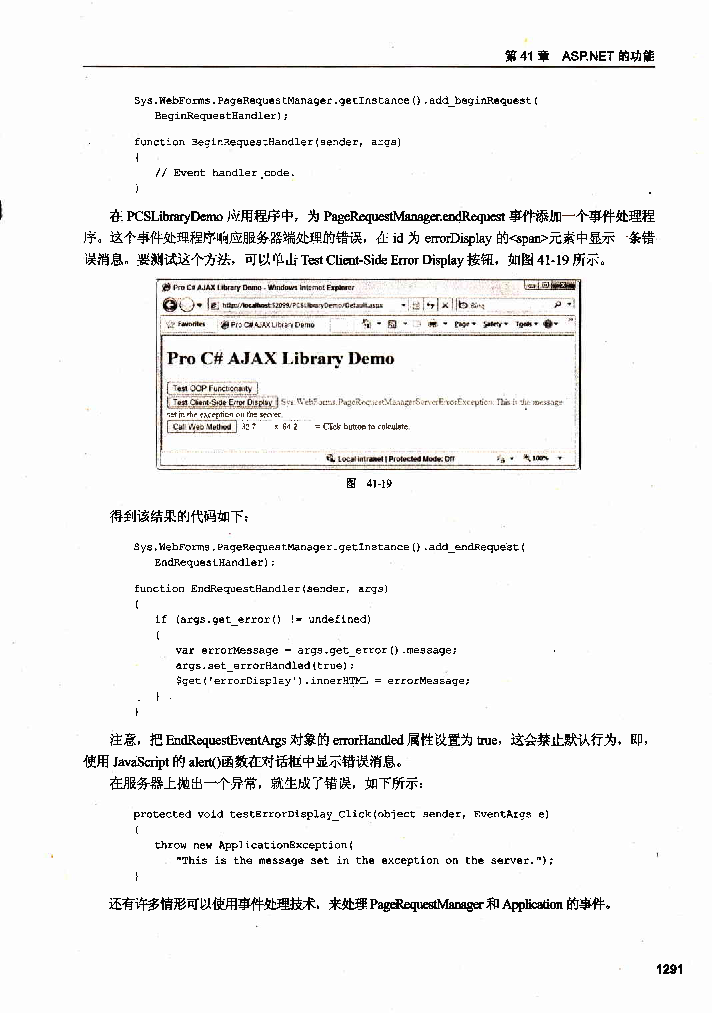 第 41 章 ASP.NET 的功能
Sys.WebForms.PageRequestManager.getInstance().add_beginRequest(
BeginRequestHandler);
function BeginRequestHandler(sender, args)
{
// Event handler code.
}
在 PCSLibraryDemo 应用程序中，为 PageRequestManager.endRequest 事件添加一个事件处理程
序。这个事件处理程序响应服务器端处理的错误，在 id 为 errorDisplay 的<span>元素中显示一条错
误消息。要测试这个方法，可以单击 Test Client-Side Error Display 按钮，如图 41-19 所示。
Pro C# AJAX Library Demo - Windows Internet Explorer
http://localhost:52099/PCSLibraryDemo/Default.aspx Bing
Favorites Pro C# AJAX Library Demo Page Safety Tools
Pro C# AJAX Library Demo
Test OOP Functionality
Test Client-Side Error Display Sys.WebForms.PageRequestManagerServerErrorException: This is the message
set in the exception on the server.
Call Web Method 32.7 x 64.2 = Click button to calculate.
Local intranet | Protected Mode: Off 100%
图 41-19
得到该结果的代码如下：
Sys.WebForms.PageRequestManager.getInstance().add_endRequest(
EndRequestHandler);
function EndRequestHandler(sender, args)
{
if (args.get_error() != undefined)
{
var errorMessage = args.get_error().message;
args.set_errorHandled(true);
$get('errorDisplay').innerHTML = errorMessage;
}
}
注意，把 EndRequestEventArgs 对象的 errorHandled 属性设置为 true，这会禁止默认行为，即，
使用 JavaScript 的 alert()函数在对话框中显示错误消息。
在服务器上抛出一个异常，就生成了错误，如下所示：
protected void testErrorDisplay_Click(object sender, EventArgs e)
{
throw new ApplicationException(
"This is the message set in the exception on the server.");
}
还有许多情形可以使用事件处理技术，来处理 PageRequestManager 和 Application 的事件。
1291